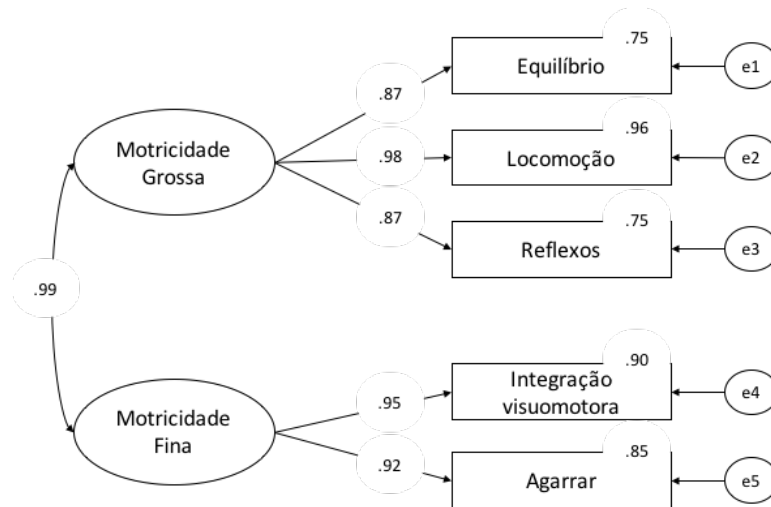 .75
Equilíbrio
e1
.87
.96
Motricidade
Grossa
.98
Locomoção
e2
.87
.75
Reflexos
e3
.99
.90
Integração
visuomotora
e4
.95
Motricidade
Fina
.92
.85
Agarrar
e5